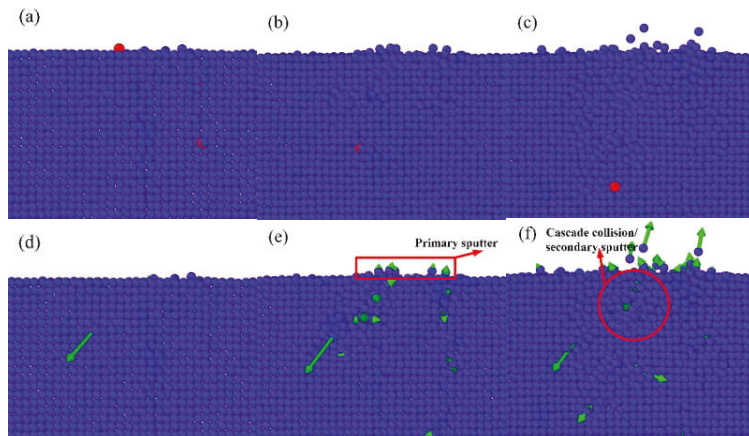 (a)
(b)
(c)
(d)
(e)
Primary sputter
(f)
Cascade collision/
secondary sputter